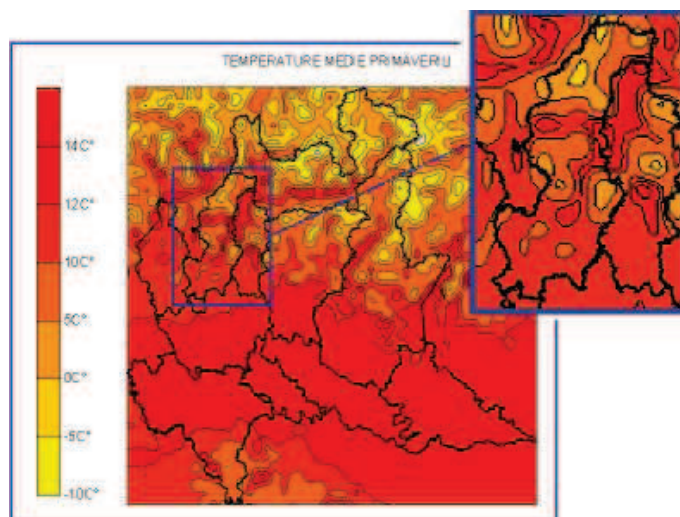 TEMPERATURE MEDIE PRIMAVERILI
14C°
12C°
10C°
5C°
0C°
-5C°
-10C°